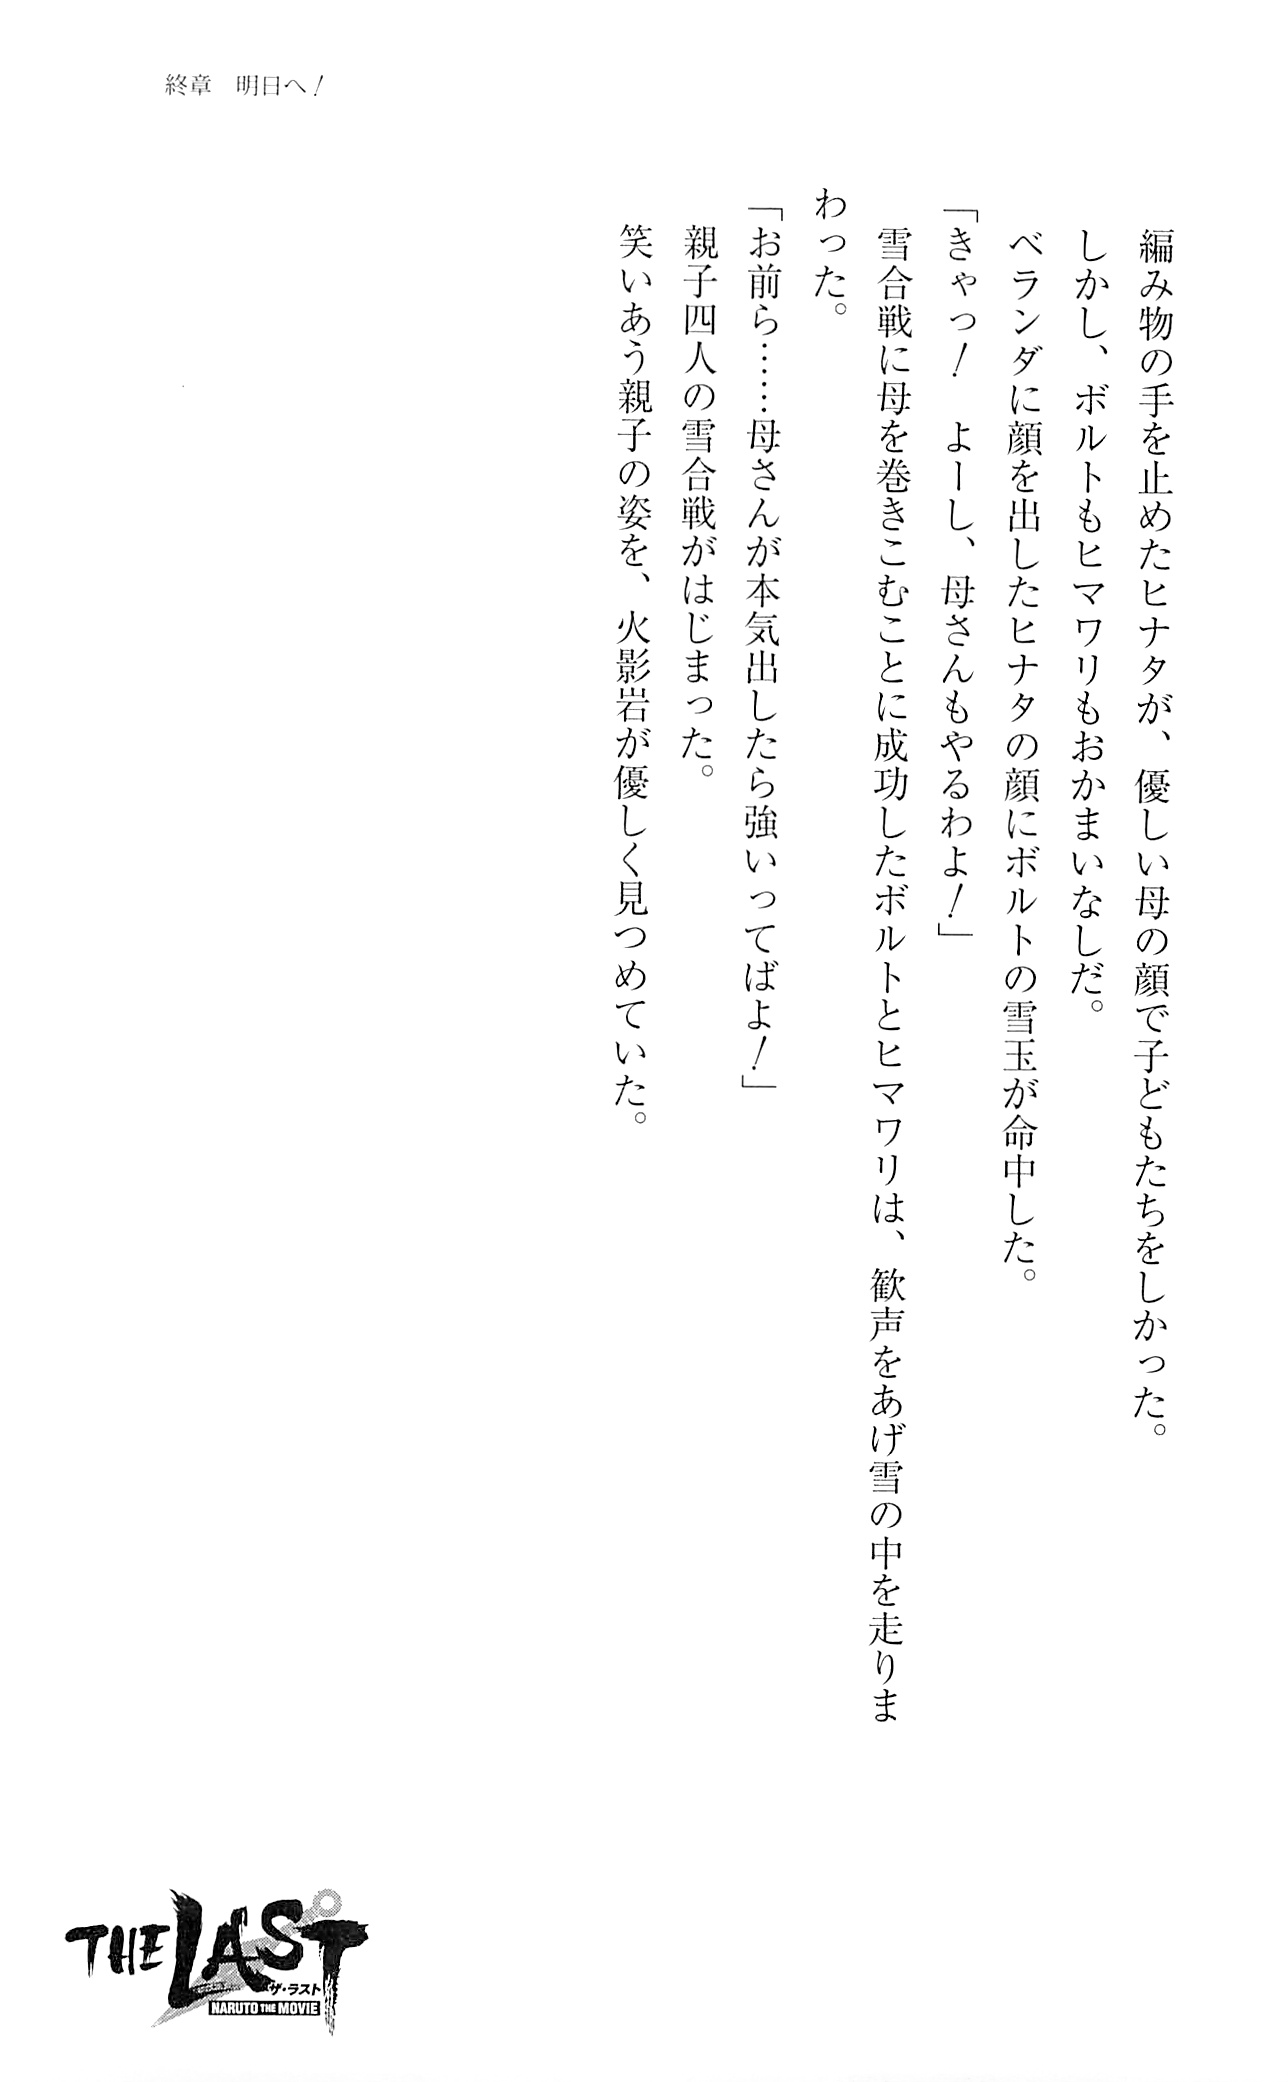 終章　明日へ！
編み物の手を止めたヒナタが、優しい母の顔で子どもたちをしかった。
しかし、ボルトもヒマワリもおかまいなしだ。
ベランダに顔を出したヒナタの顔にボルトの雪玉が命中した。
「きゃっ！　よーし、母さんもやるわよ！」
雪合戦に母を巻きこむことに成功したボルトとヒマワリは、歓声をあげ雪の中を走りま
わった。
「お前ら……母さんが本気出したら強いってばよ！」
親子四人の雪合戦がはじまった。
笑いあう親子の姿を、火影岩が優しく見つめていた。
THE LAST
ザ・ラスト
NARUTO THE MOVIE